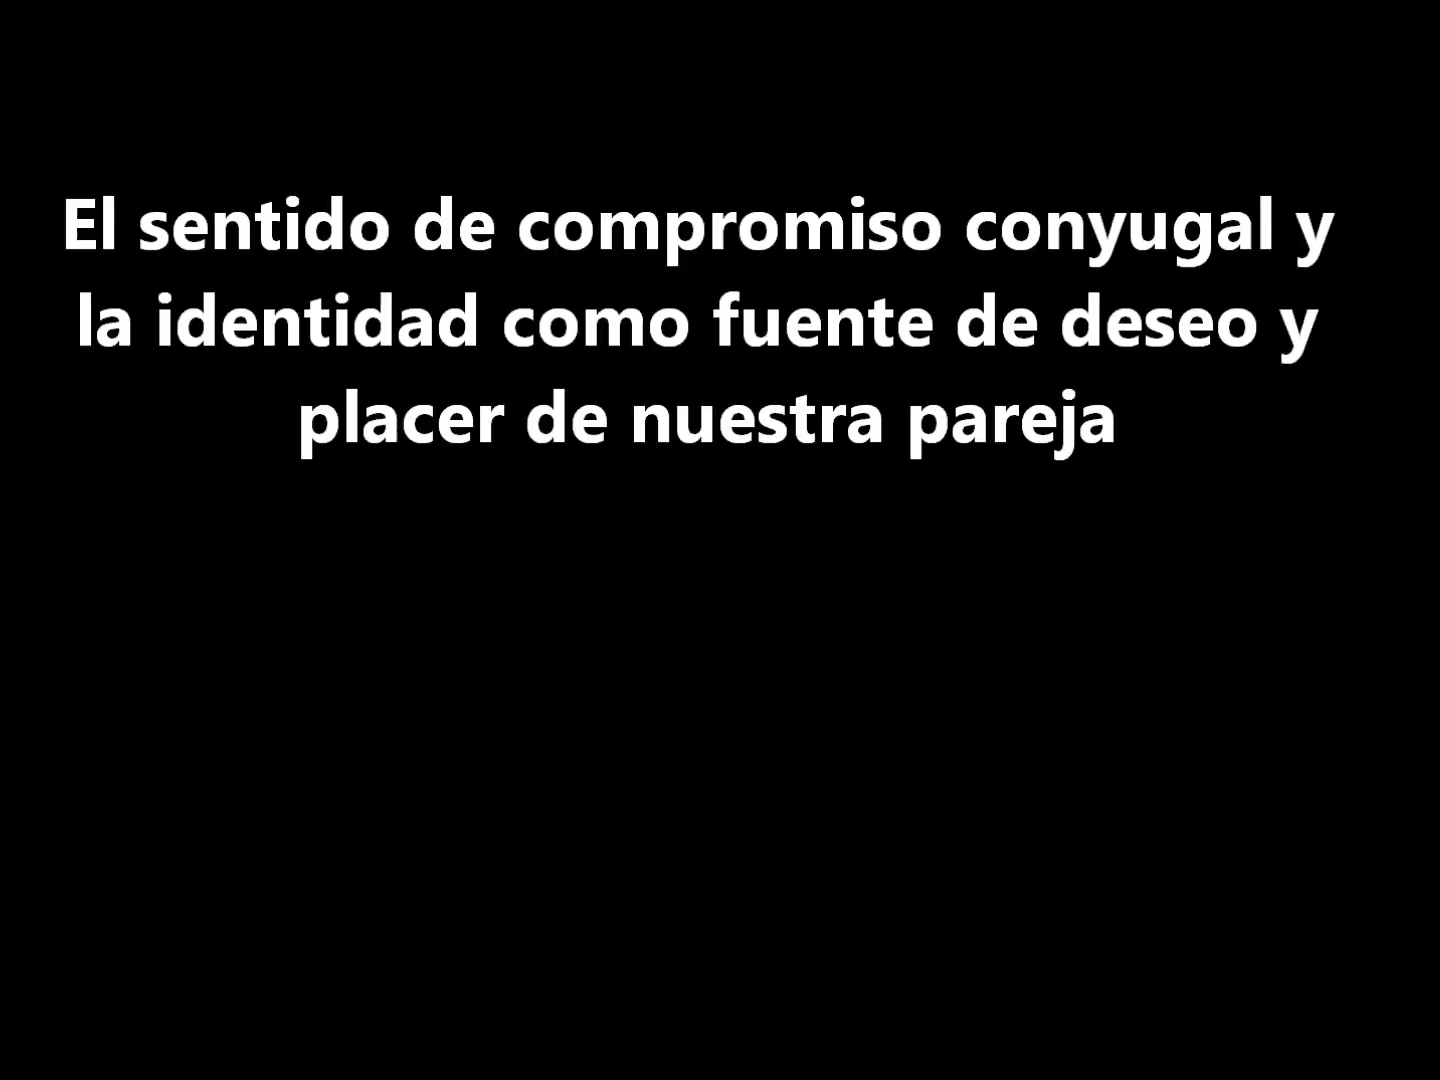 El sentido de compromiso conyugal y
la identidad como fuente de deseo y
placer de nuestra pareja